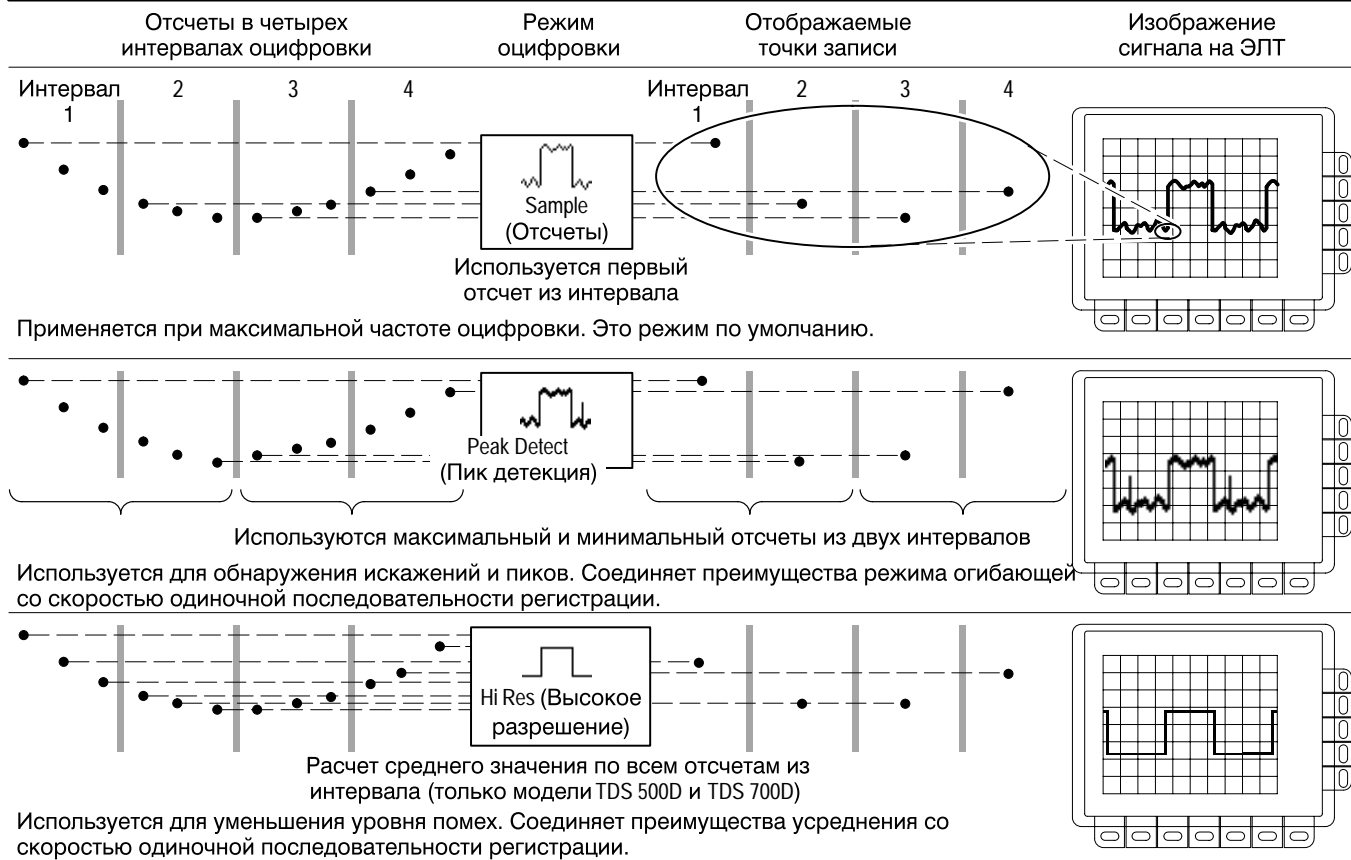 Отсчеты в четырех
интервалах оцифровки
Режим
оцифровки
Отображаемые
точки записи
Изображение
сигнала на ЭЛТ
Интервал
1
2
3
4
Интервал
1
2
3
4
Sample
(Отсчеты)
Используется первый
отсчет из интервала
Применяется при максимальной частоте оцифровки. Это режим по умолчанию.
Peak Detect
(Пик детекция)
Используются максимальный и минимальный отсчеты из двух интервалов
Используется для обнаружения искажений и пиков. Соединяет преимущества режима огибающей
со скоростью одиночной последовательности регистрации.
Hi Res (Высокое
разрешение)
Расчет среднего значения по всем отсчетам из
интервала (только модели TDS 500D и TDS 700D)
Используется для уменьшения уровня помех. Соединяет преимущества усреднения со
скоростью одиночной последовательности регистрации.